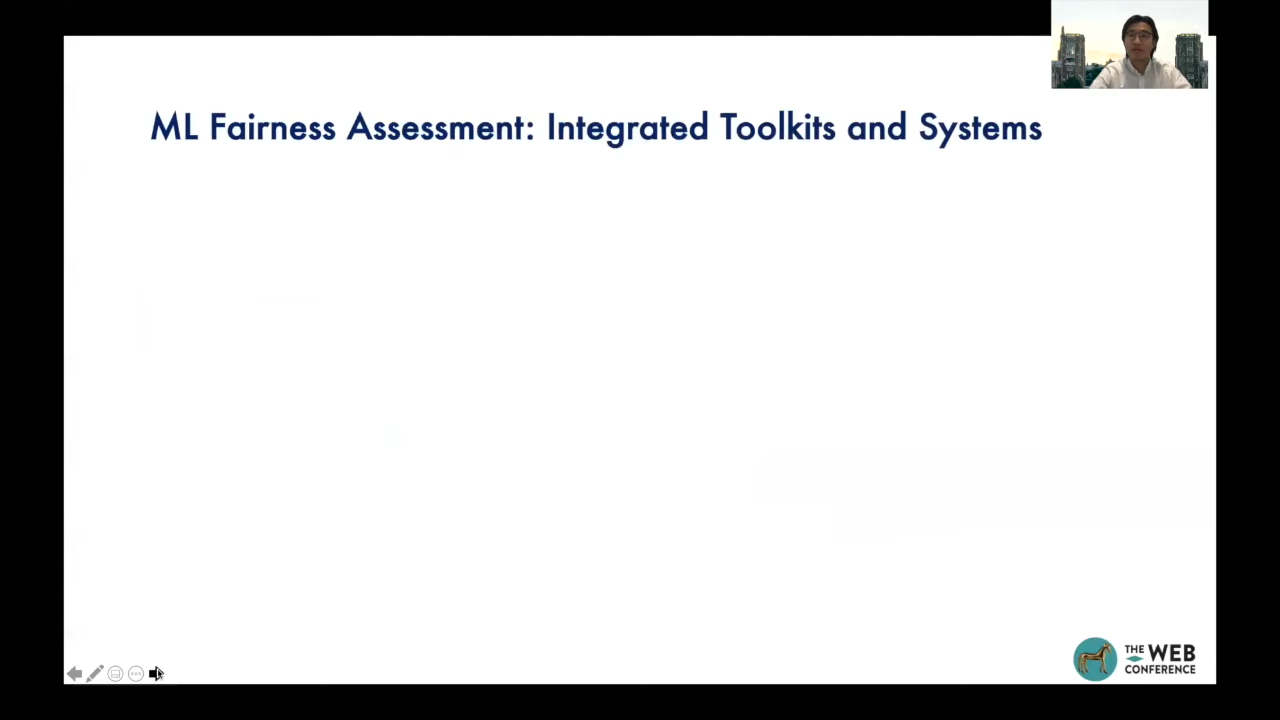 ML Fairness Assessment: Integrated Toolkits and Systems
THE WEB
CONFERENCE